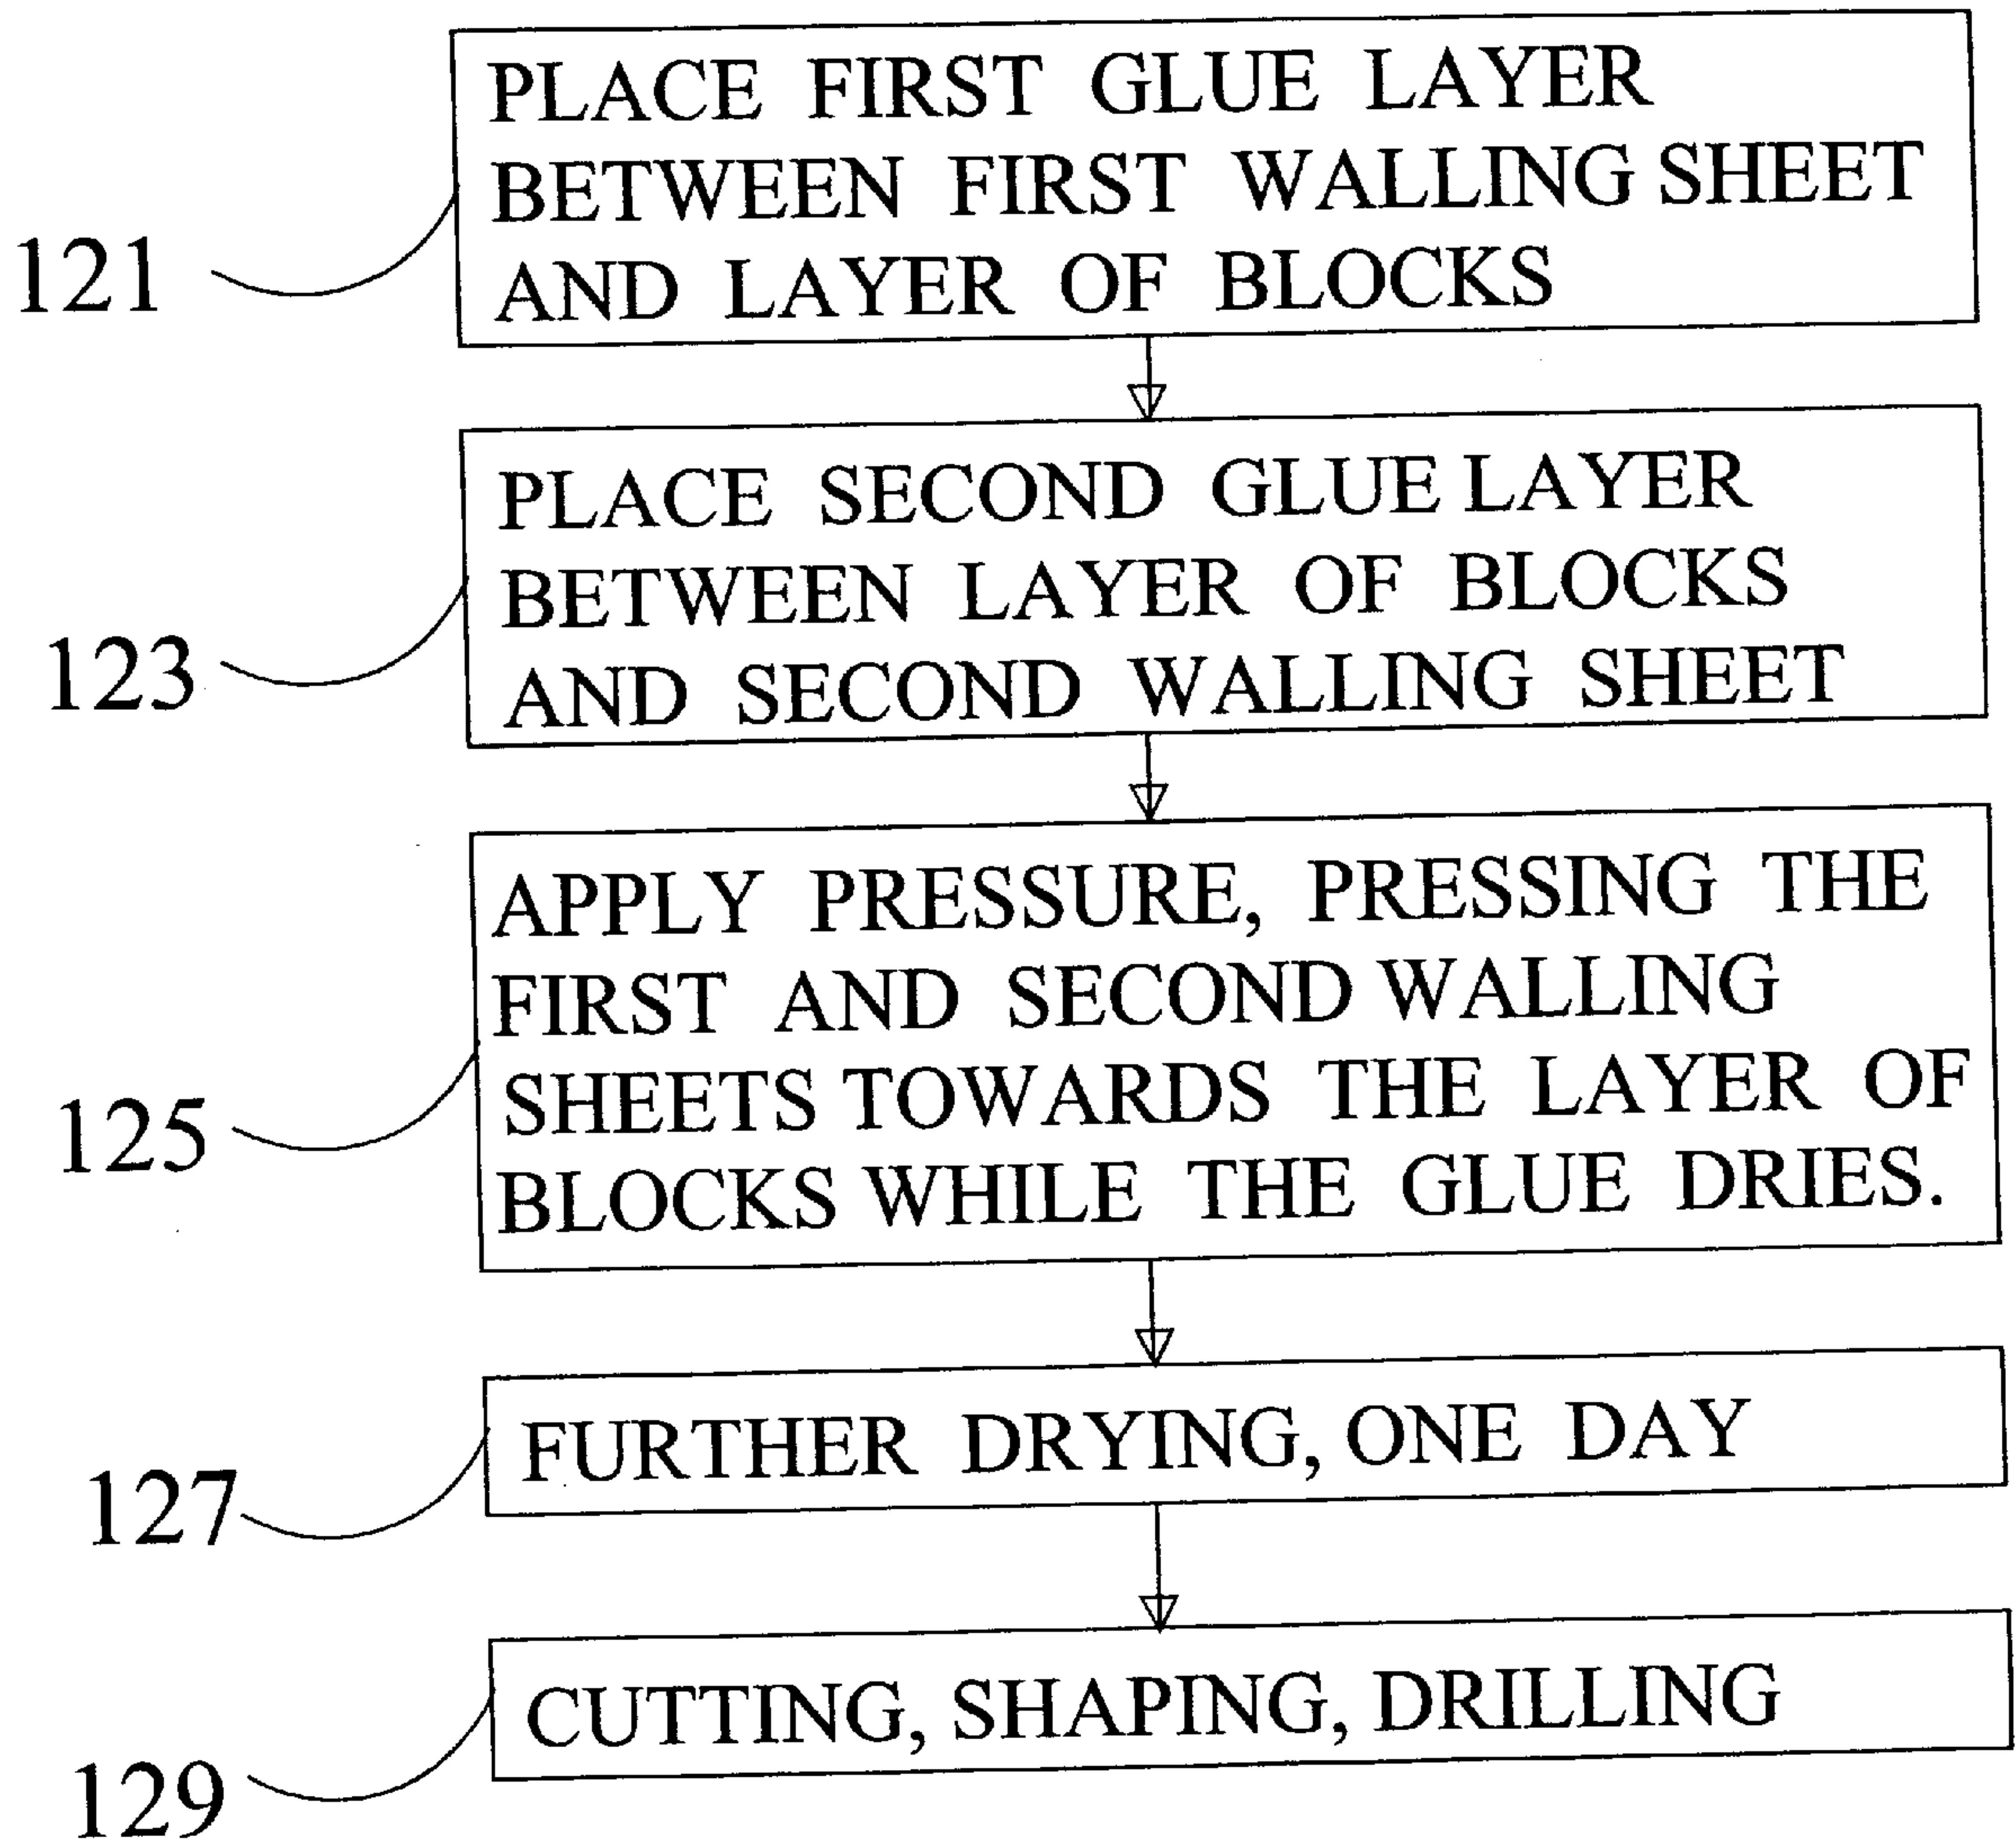 PLACE FIRST GLUE LAYER
BETWEEN FIRST WALLING SHEET
AND LAYER OF BLOCKS
121
PLACE SECOND GLUE LAYER
BETWEEN LAYER OF BLOCKS
AND SECOND WALLING SHEET
123
APPLY PRESSURE, PRESSING THE
FIRST AND SECOND WALLING
SHEETS TOWARDS THE LAYER OF
BLOCKS WHILE THE GLUE DRIES.
125
FURTHER DRYING, ONE DAY
127
CUTTING, SHAPING, DRILLING
129